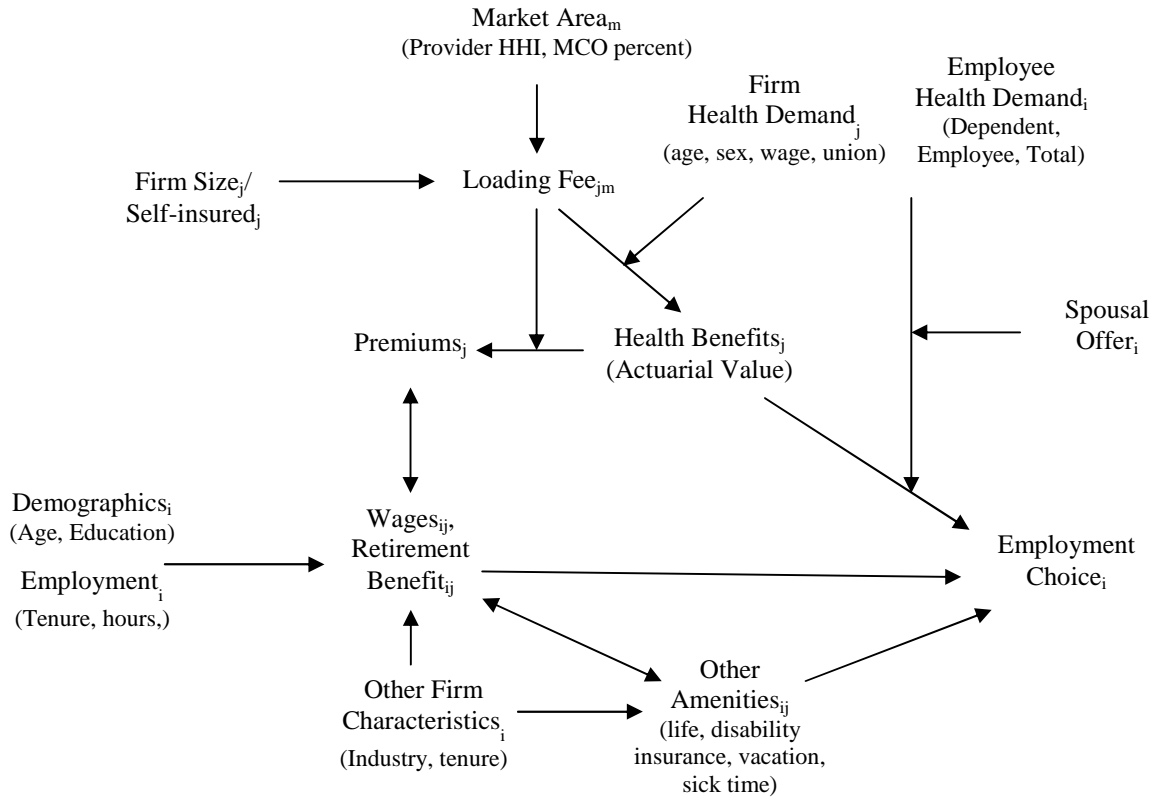 Market Area_m
(Provider HHI, MCO percent)
Firm
Health Demand_j
(age, sex, wage, union)
Employee
Health Demand_i
(Dependent,
Employee, Total)
Firm Size_j/
Self-insured_j
Loading Fee_jm
Spousal
Offer_i
Premiums_j
Health Benefits_j
(Actuarial Value)
Demographics_i
(Age, Education)
Employment_i
(Tenure, hours,)
Wages_ij,
Retirement
Benefit_ij
Employment
Choice_i
Other Firm
Characteristics_i
(Industry, tenure)
Other
Amenities_ij
(life, disability
insurance, vacation,
sick time)